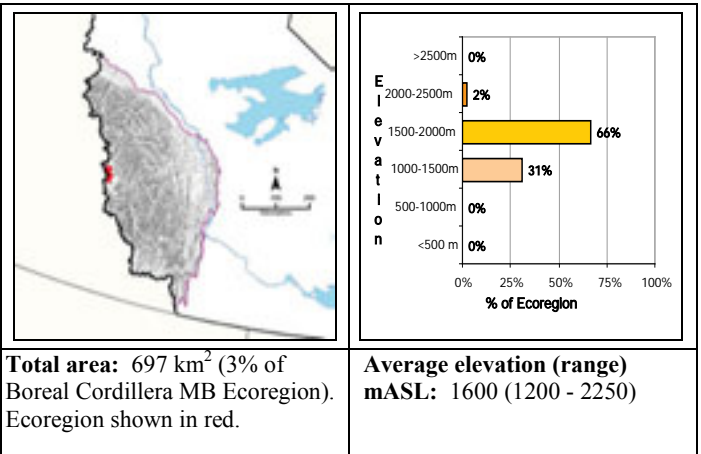 >2500m 0%
2000-2500m 2%
1500-2000m 66%
1000-1500m 31%
500-1000m 0%
<500 m 0%
Elevation
0% 25% 50% 75% 100%
% of Ecoregion
N
Total area: 697 km² (3% of
Boreal Cordillera MB Ecoregion).
Ecoregion shown in red.
Average elevation (range)
mASL: 1600 (1200 - 2250)